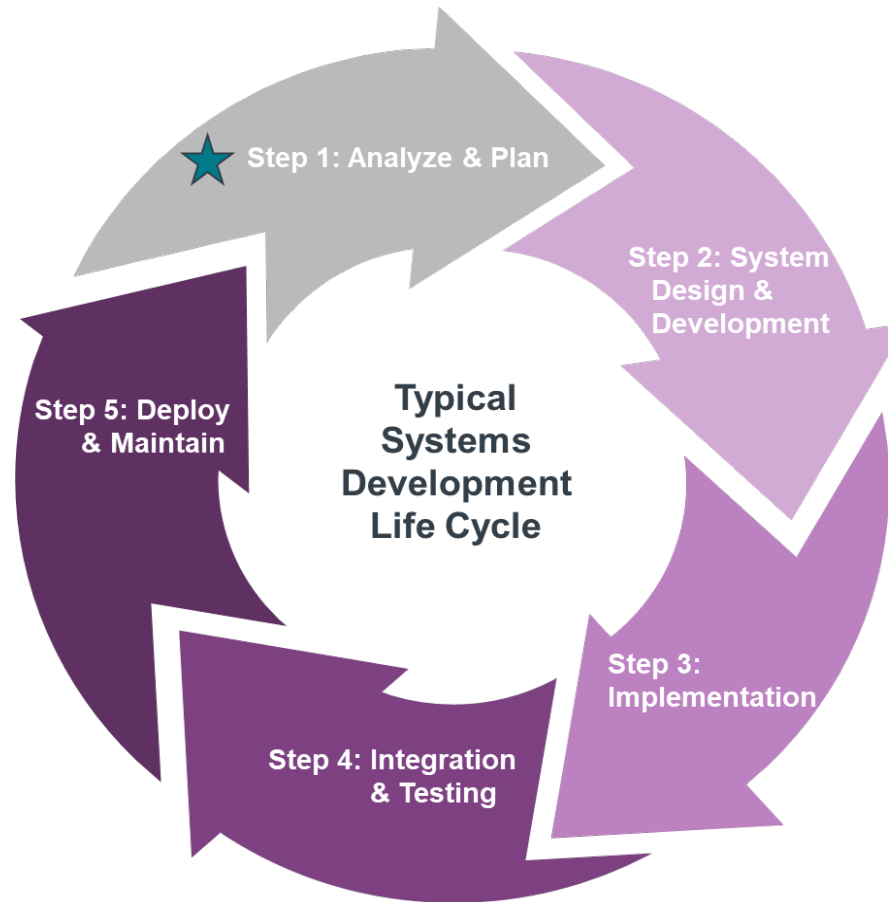 Step 1: Analyze & Plan
Step 2: System
Design &
Development
Typical
Systems
Development
Life Cycle
Step 3:
Implementation
Step 4: Integration
& Testing
Step 5: Deploy
& Maintain